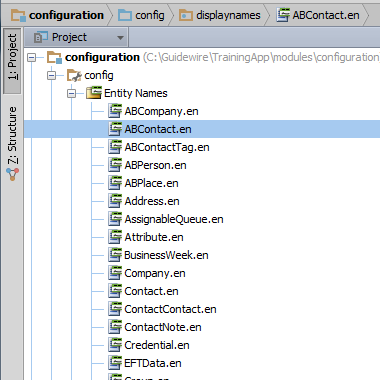 configuration config displaynames ABContact.en
1: Project
Project
configuration (C:\Guidewire\TrainingApp\modules\configuration
config
Entity Names
ABCompany.en
ABContact.en
ABContactTag.en
ABPerson.en
ABPlace.en
Address.en
AssignableQueue.en
Attribute.en
BusinessWeek.en
Company.en
Contact.en
ContactContact.en
ContactNote.en
Credential.en
EFTData.en
Group.en
Z: Structure